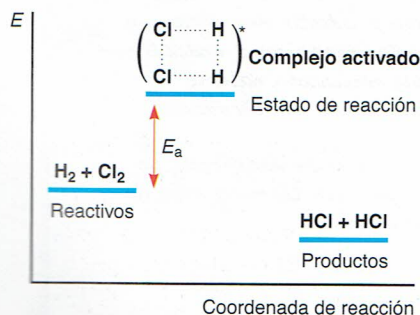 E
Cl H *
Cl H
Complejo activado
Estado de reacción
Eₐ
H₂ + Cl₂
Reactivos
HCl + HCl
Productos
Coordenada de reacción